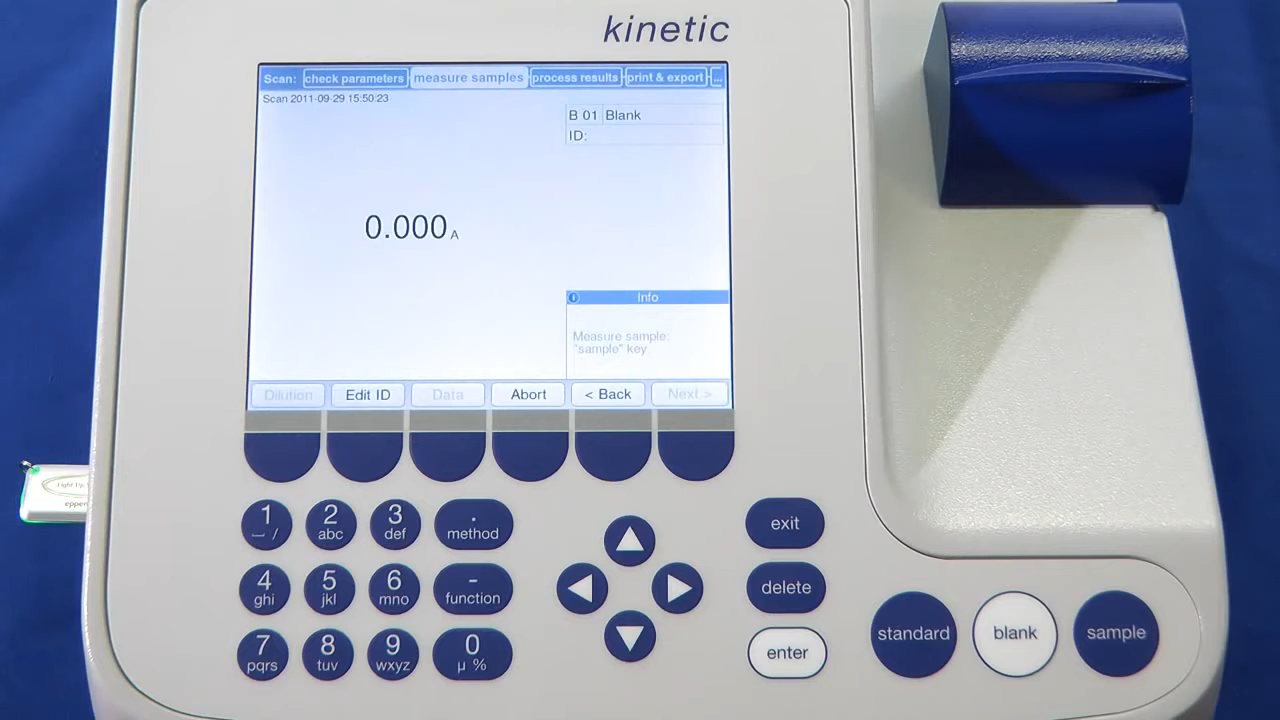 kinetic
Scan: check parameters measure samples process results print & export ...
Scan 2011-09-29 15:50:23
B 01 Blank
ID:
0.000 A
Info
Measure sample:
"sample" key
Dilution Edit ID Data Abort < Back Next >
1 2 abc 3 def . method
exit
4 ghi 5 jkl 6 mno - function
delete
7 pqrs 8 tuv 9 wxyz 0 µ %
enter
standard blank sample
Light Up
eppen